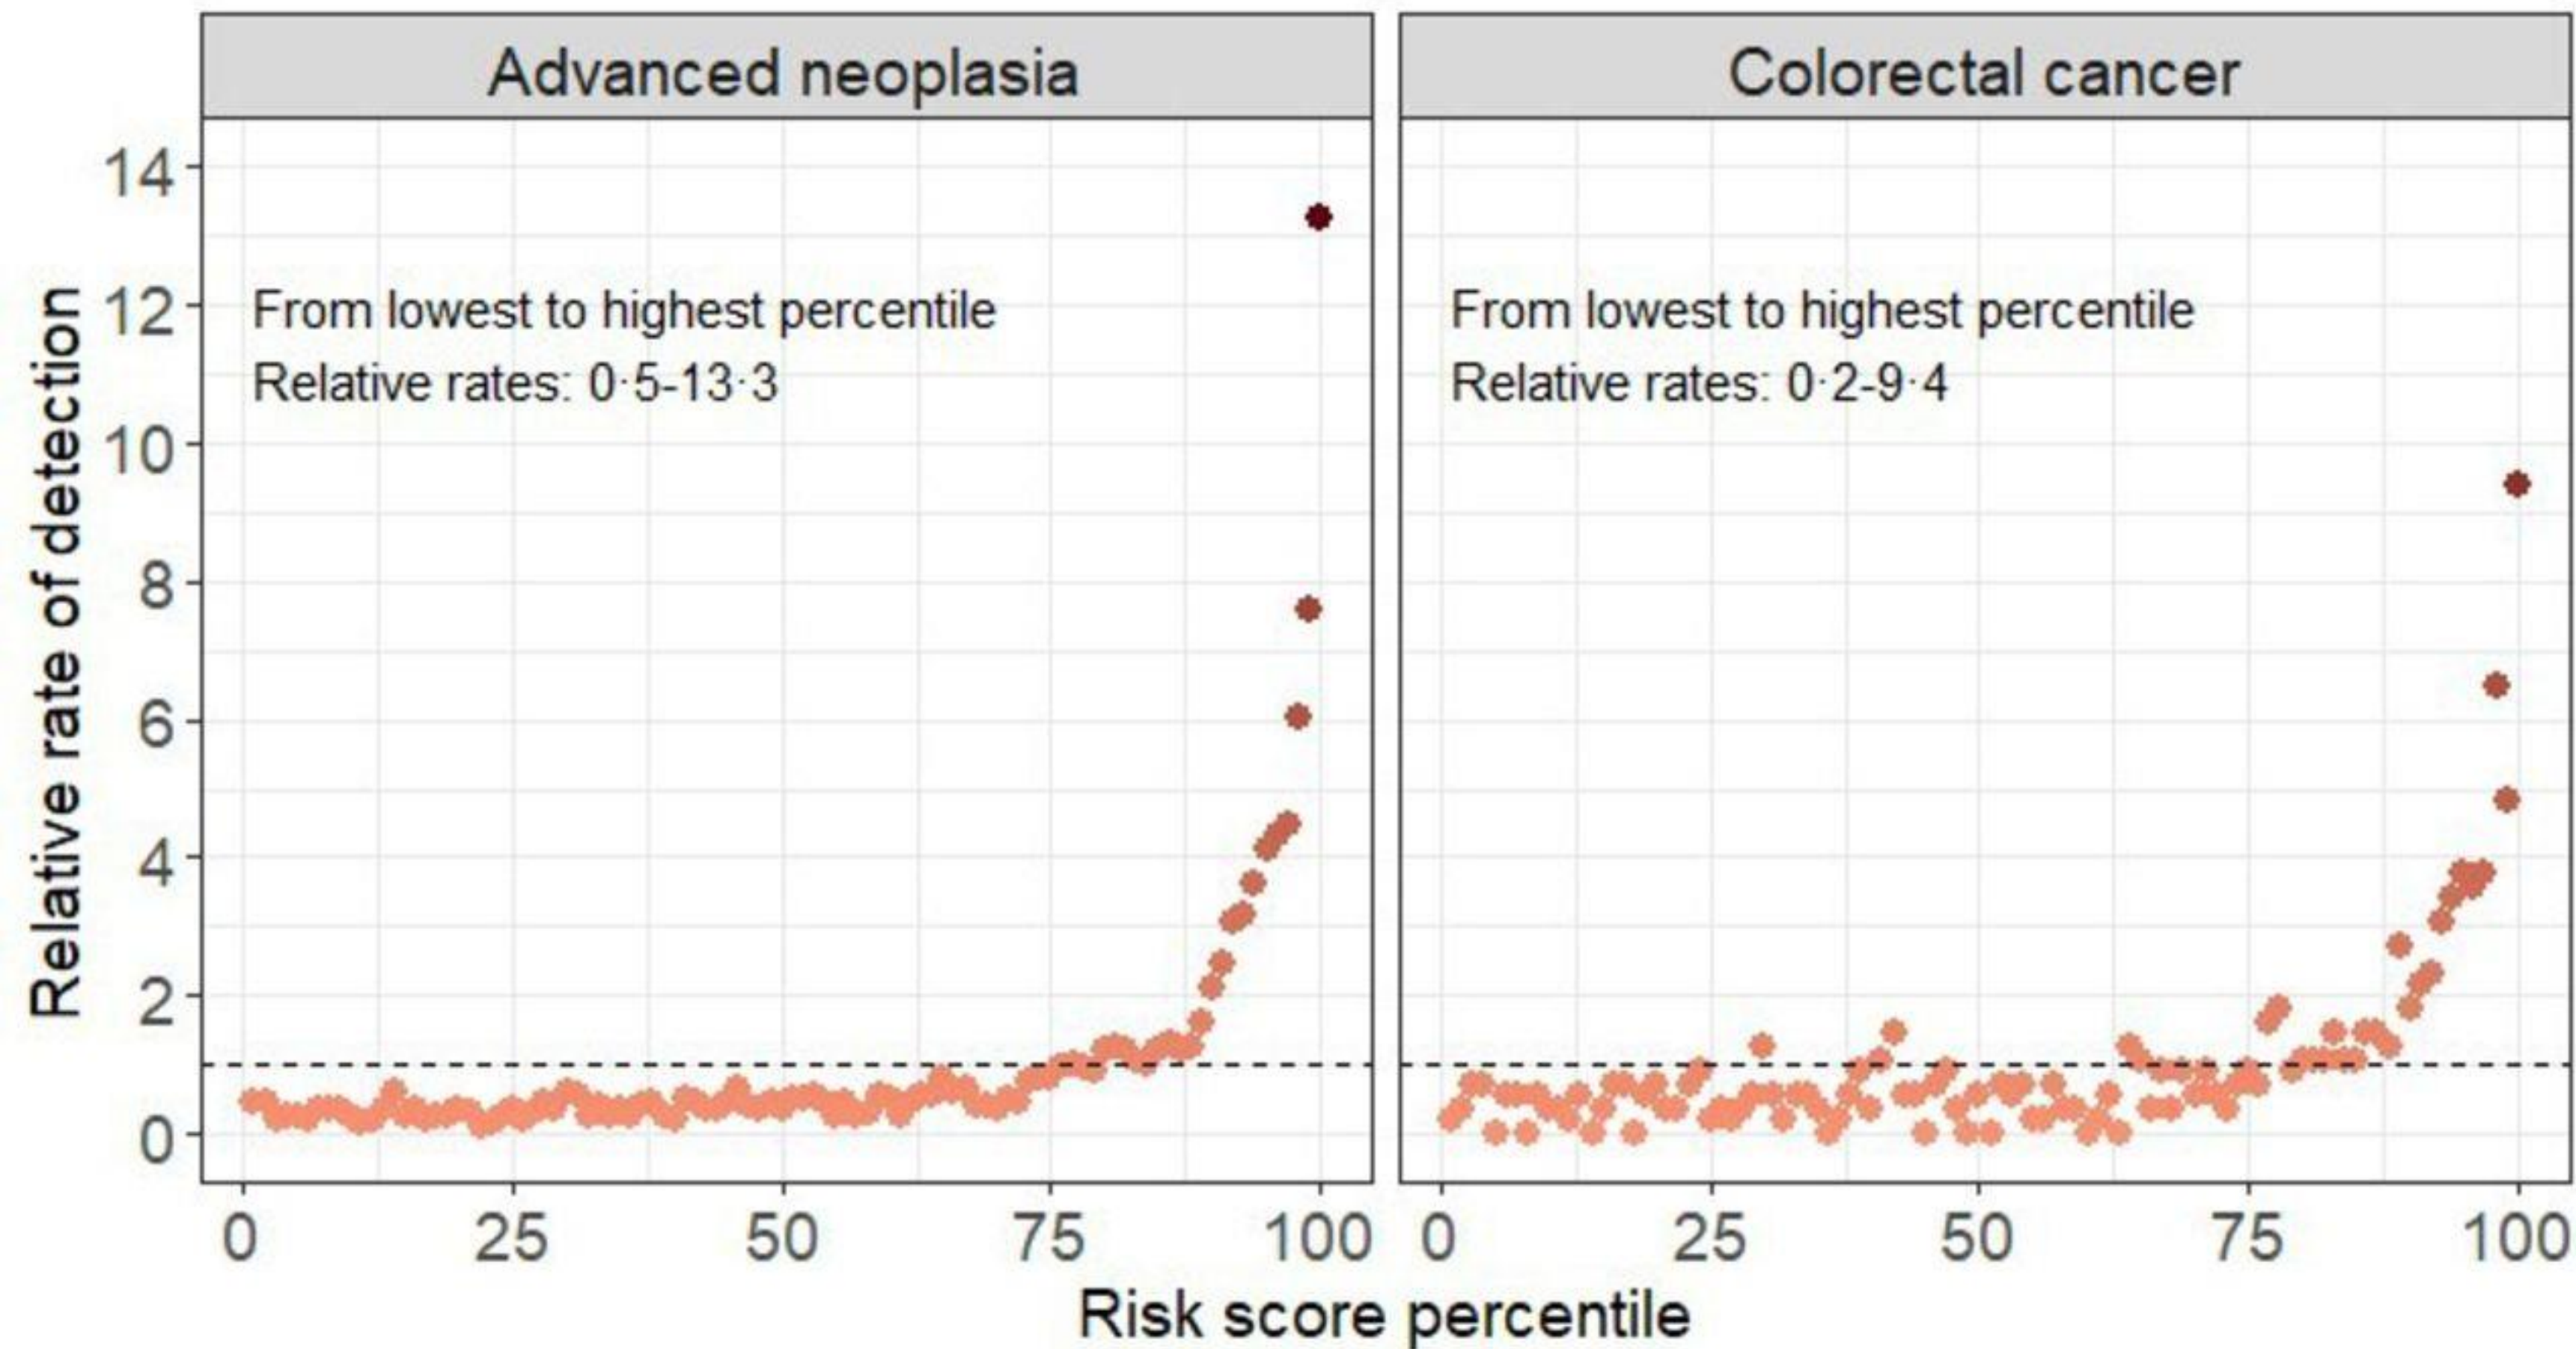 Advanced neoplasia
Colorectal cancer
Relative rate of detection
14
12
10
8
6
4
2
0
From lowest to highest percentile
Relative rates: 0·5-13·3
From lowest to highest percentile
Relative rates: 0·2-9·4
0 25 50 75 100
0 25 50 75 100
Risk score percentile